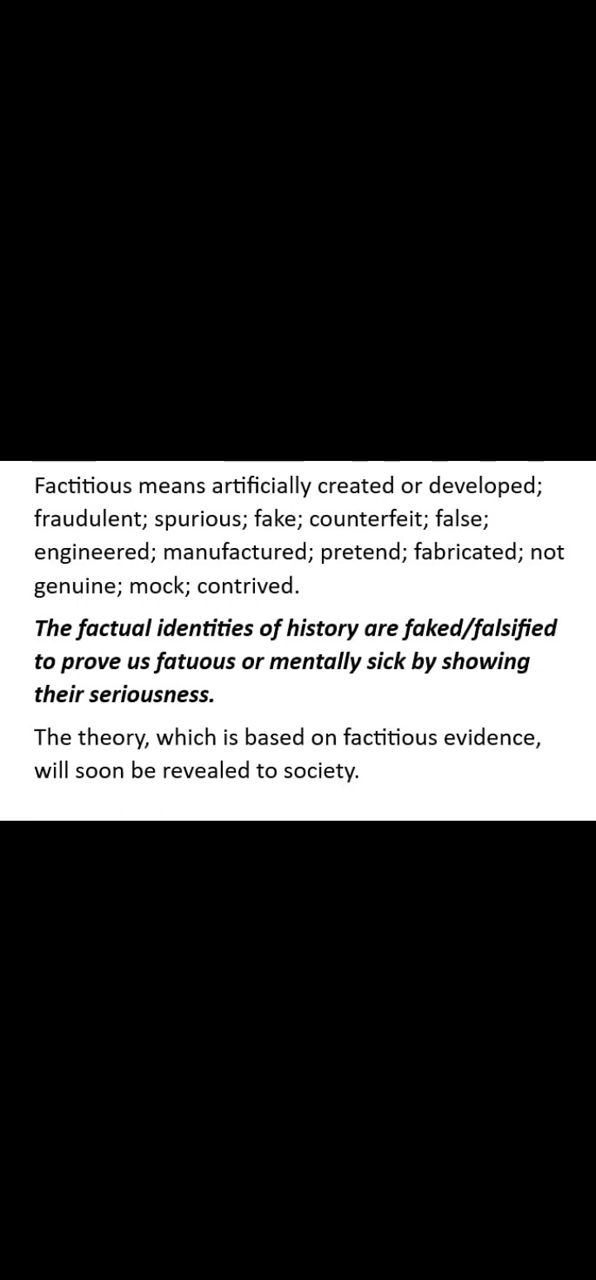 Factitious means artificially created or developed;
fraudulent; spurious; fake; counterfeit; false;
engineered; manufactured; pretend; fabricated; not
genuine; mock; contrived.
The factual identities of history are faked/falsified
to prove us fatuous or mentally sick by showing
their seriousness.
The theory, which is based on factitious evidence,
will soon be revealed to society.